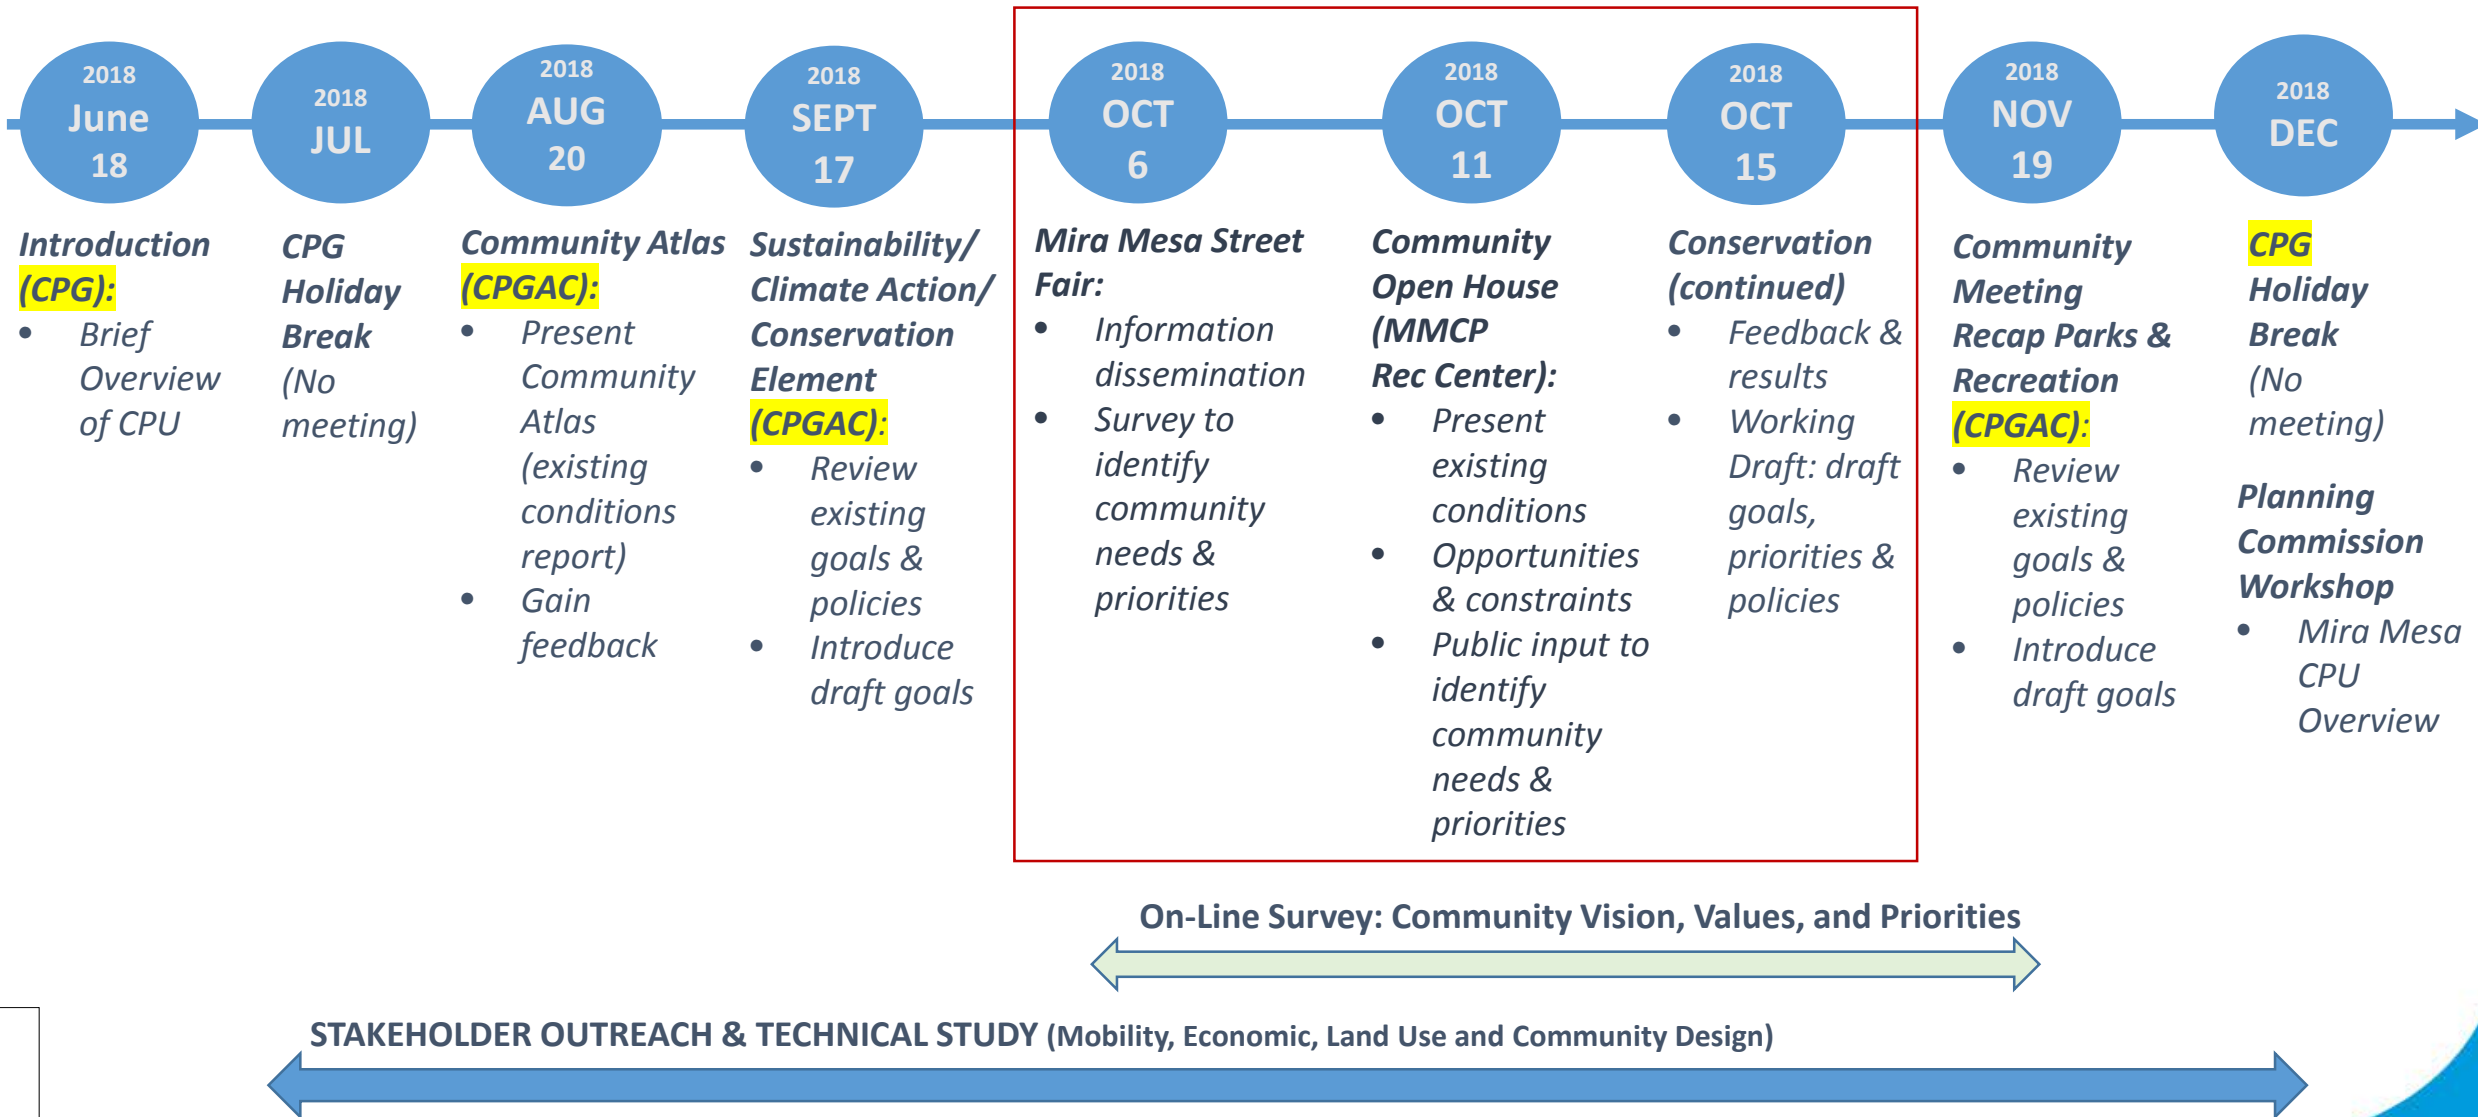 2018
June
18
2018
JUL
2018
AUG
20
2018
SEPT
17
2018
OCT
6
2018
OCT
11
2018
OCT
15
2018
NOV
19
2018
DEC
Introduction
(CPG):
• Brief
Overview
of CPU
CPG
Holiday
Break
(No
meeting)
Community Atlas
(CPGAC):
• Present
Community
Atlas
(existing
conditions
report)
• Gain
feedback
Sustainability/
Climate Action/
Conservation
Element
(CPGAC):
• Review
existing
goals &
policies
• Introduce
draft goals
Mira Mesa Street
Fair:
• Information
dissemination
• Survey to
identify
community
needs &
priorities
Community
Open House
(MMCP
Rec Center):
• Present
existing
conditions
• Opportunities
& constraints
• Public input to
identify
community
needs &
priorities
Conservation
(continued)
• Feedback &
results
• Working
Draft: draft
goals,
priorities &
policies
Community
Meeting
Recap Parks &
Recreation
(CPGAC):
• Review
existing
goals &
policies
• Introduce
draft goals
CPG
Holiday
Break
(No
meeting)
Planning
Commission
Workshop
• Mira Mesa
CPU
Overview
On-Line Survey: Community Vision, Values, and Priorities
STAKEHOLDER OUTREACH & TECHNICAL STUDY (Mobility, Economic, Land Use and Community Design)